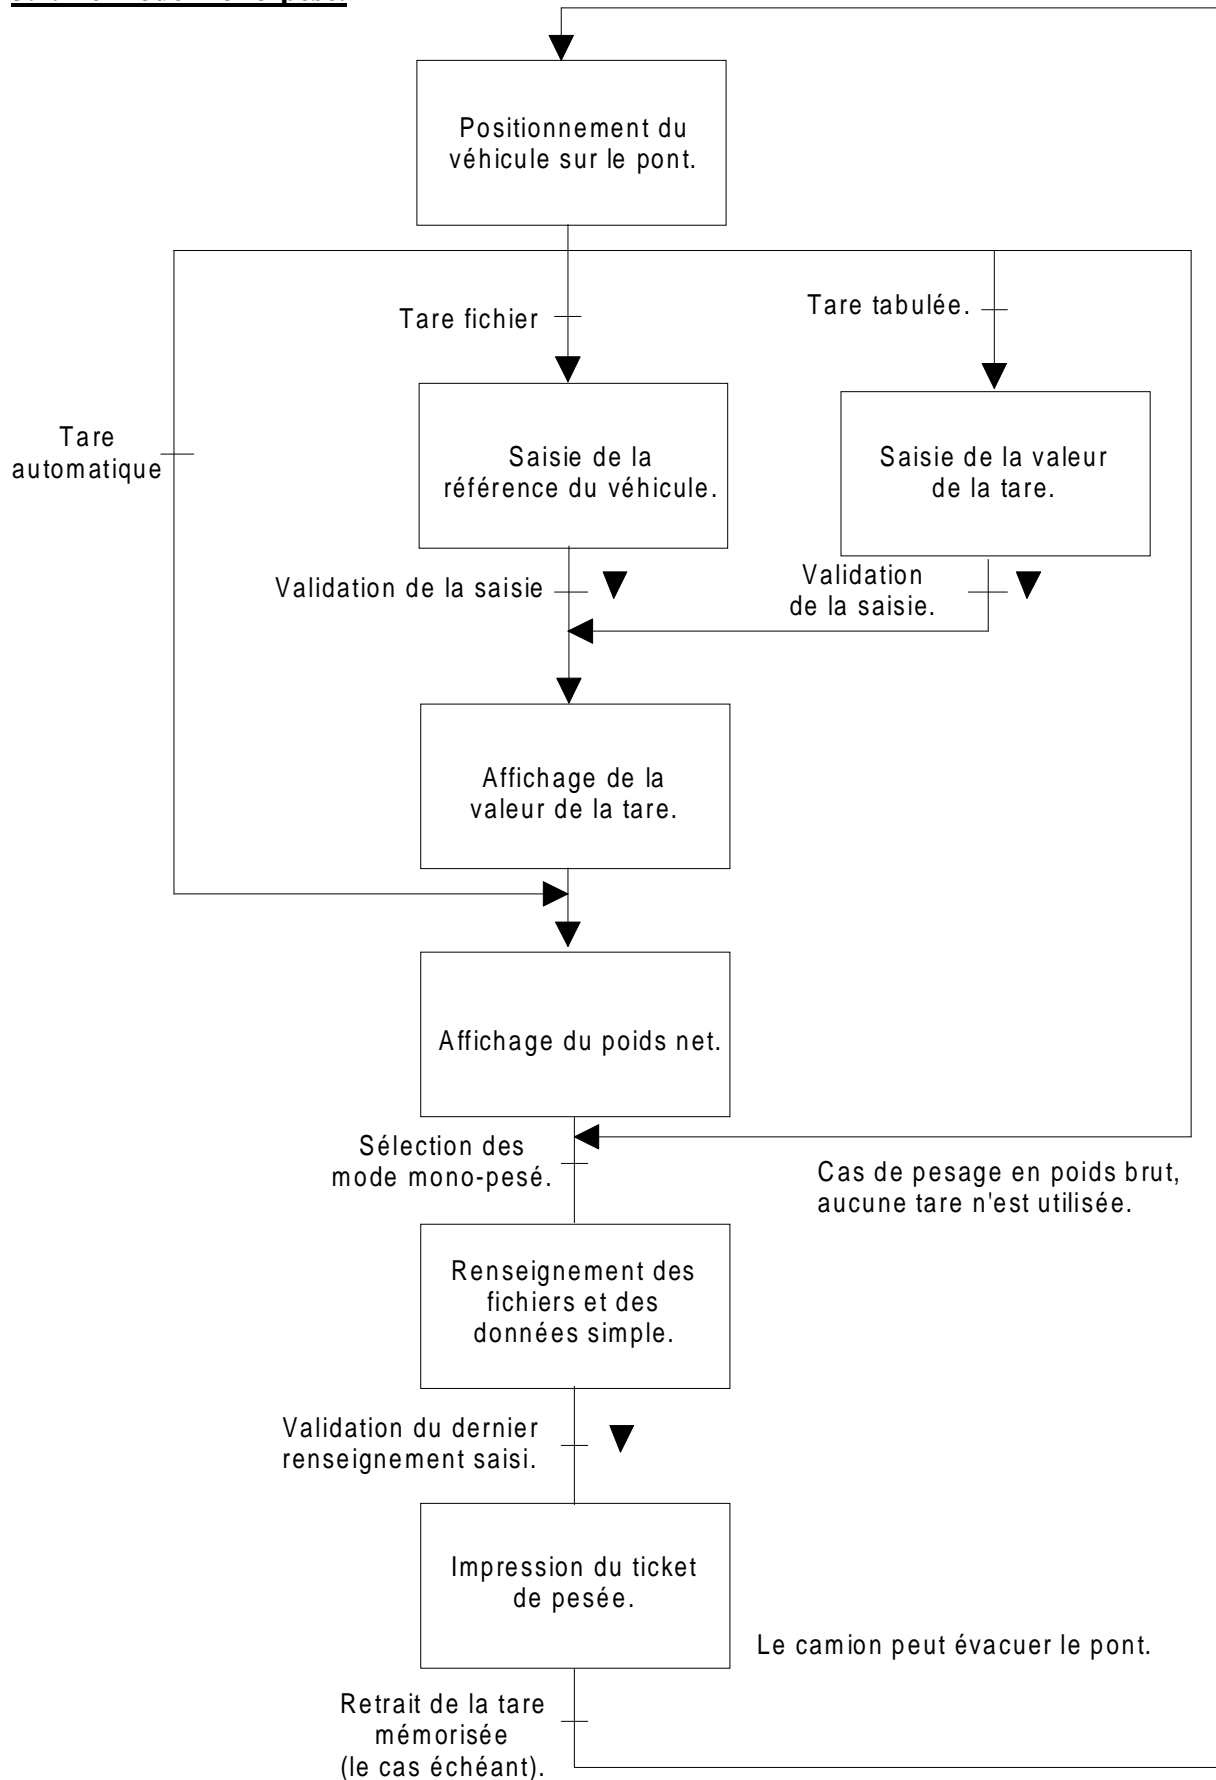 Positionnement du
véhicule sur le pont.
Tare fichier
Tare tabulée.
Tare
automatique
Saisie de la
référence du véhicule.
Saisie de la valeur
de la tare.
Validation de la saisie
Validation
de la saisie.
Affichage de la
valeur de la tare.
Affichage du poids net.
Sélection des
mode mono-pesé.
Cas de pesage en poids brut,
aucune tare n'est utilisée.
Renseignement des
fichiers et des
données simple.
Validation du dernier
renseignement saisi.
Impression du ticket
de pesée.
Le camion peut évacuer le pont.
Retrait de la tare
mémorisée
(le cas échéant).